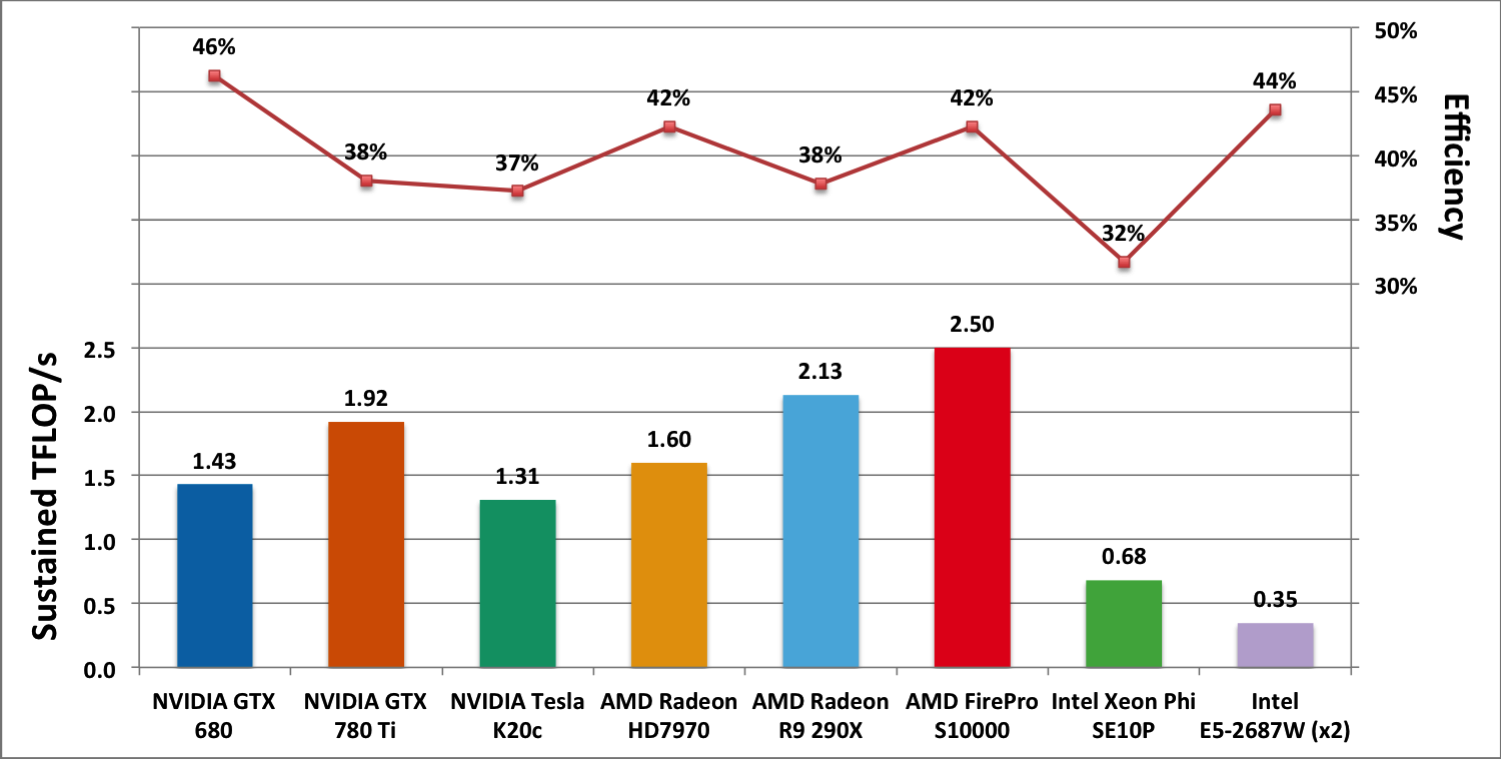 46%
38%
37%
42%
38%
42%
32%
44%
50%
45%
40%
35%
30%
Efficiency
Sustained TFLOP/s
2.5
2.0
1.5
1.0
0.5
0.0
1.43
1.92
1.31
1.60
2.13
2.50
0.68
0.35
NVIDIA GTX
680
NVIDIA GTX
780 Ti
NVIDIA Tesla
K20c
AMD Radeon
HD7970
AMD Radeon
R9 290X
AMD FirePro
S10000
Intel Xeon Phi
SE10P
Intel
E5-2687W (x2)